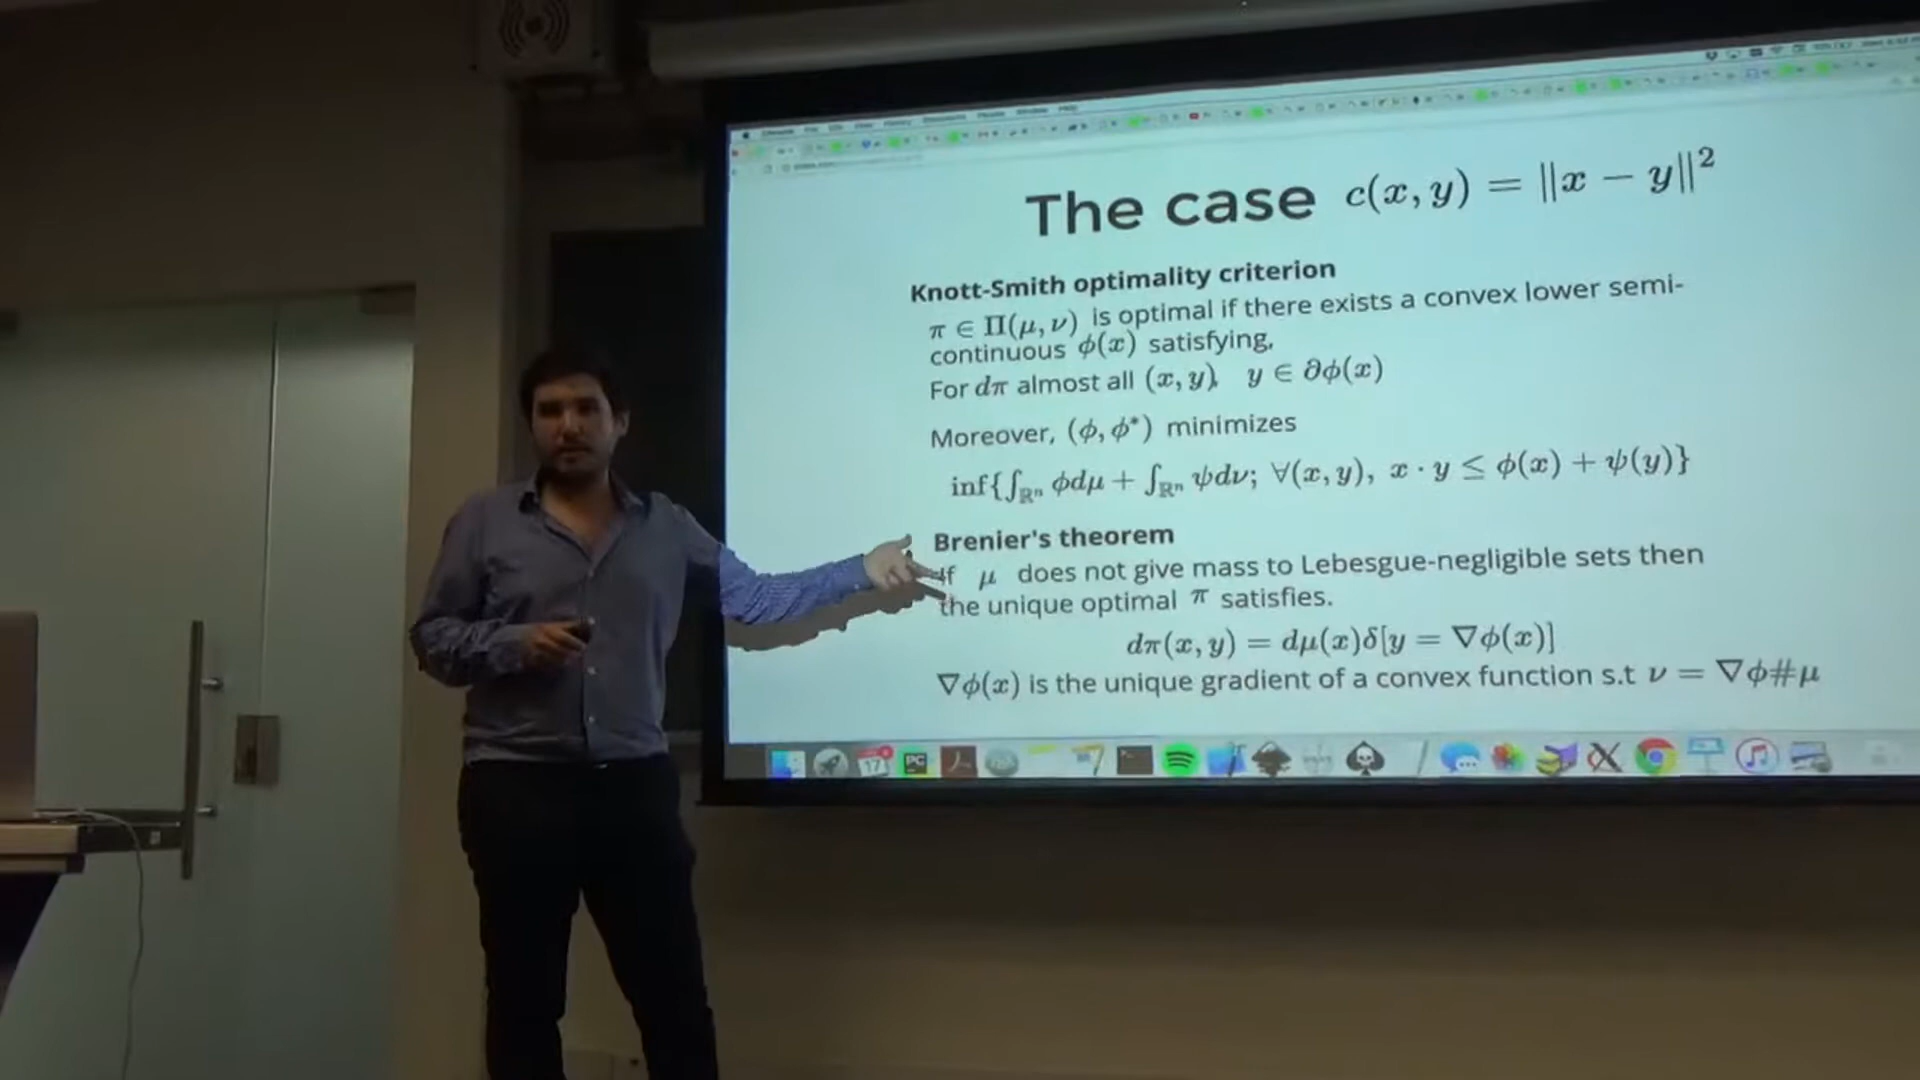 The case c(x, y) = ||x − y||²
Knott-Smith optimality criterion
π ∈ Π(μ, ν) is optimal if there exists a convex lower semi-
continuous ϕ(x) satisfying,
For dπ almost all (x, y), y ∈ ∂ϕ(x)
Moreover, (ϕ, ϕ*) minimizes
inf{∫ℝⁿ ϕdμ + ∫ℝⁿ ψdν; ∀(x, y), x · y ≤ ϕ(x) + ψ(y)}
Brenier's theorem
If μ does not give mass to Lebesgue-negligible sets then
the unique optimal π satisfies.
dπ(x, y) = dμ(x)δ[y = ∇ϕ(x)]
∇ϕ(x) is the unique gradient of a convex function s.t ν = ∇ϕ#μ
17 PC